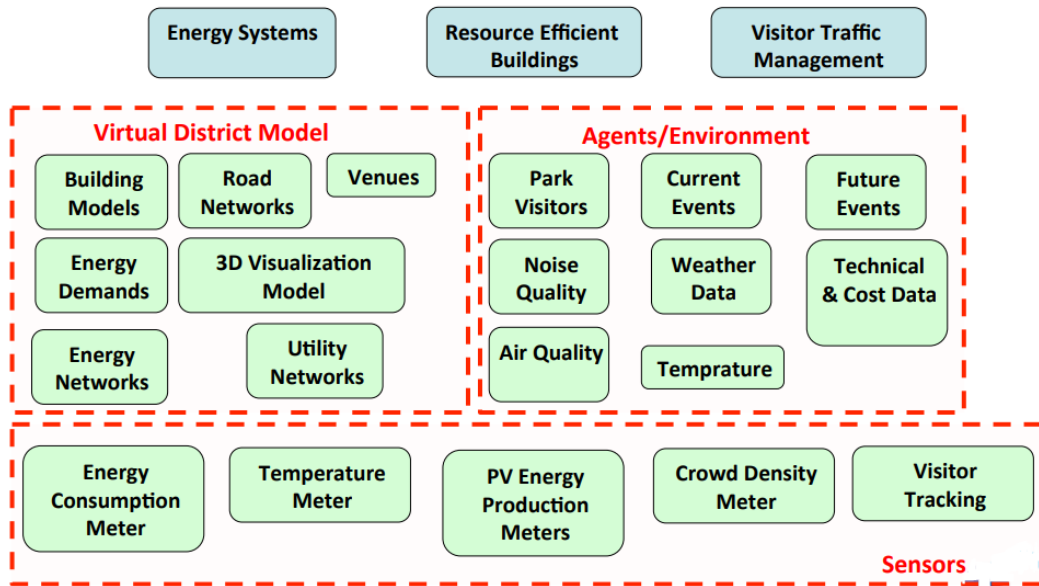 Energy Systems
Resource Efficient
Buildings
Visitor Traffic
Management
Virtual District Model
Building
Models
Road
Networks
Venues
Energy
Demands
3D Visualization
Model
Energy
Networks
Utility
Networks
Agents/Environment
Park
Visitors
Current
Events
Future
Events
Noise
Quality
Weather
Data
Technical
& Cost Data
Air Quality
Temprature
Energy
Consumption
Meter
Temperature
Meter
PV Energy
Production
Meters
Crowd Density
Meter
Visitor
Tracking
Sensors